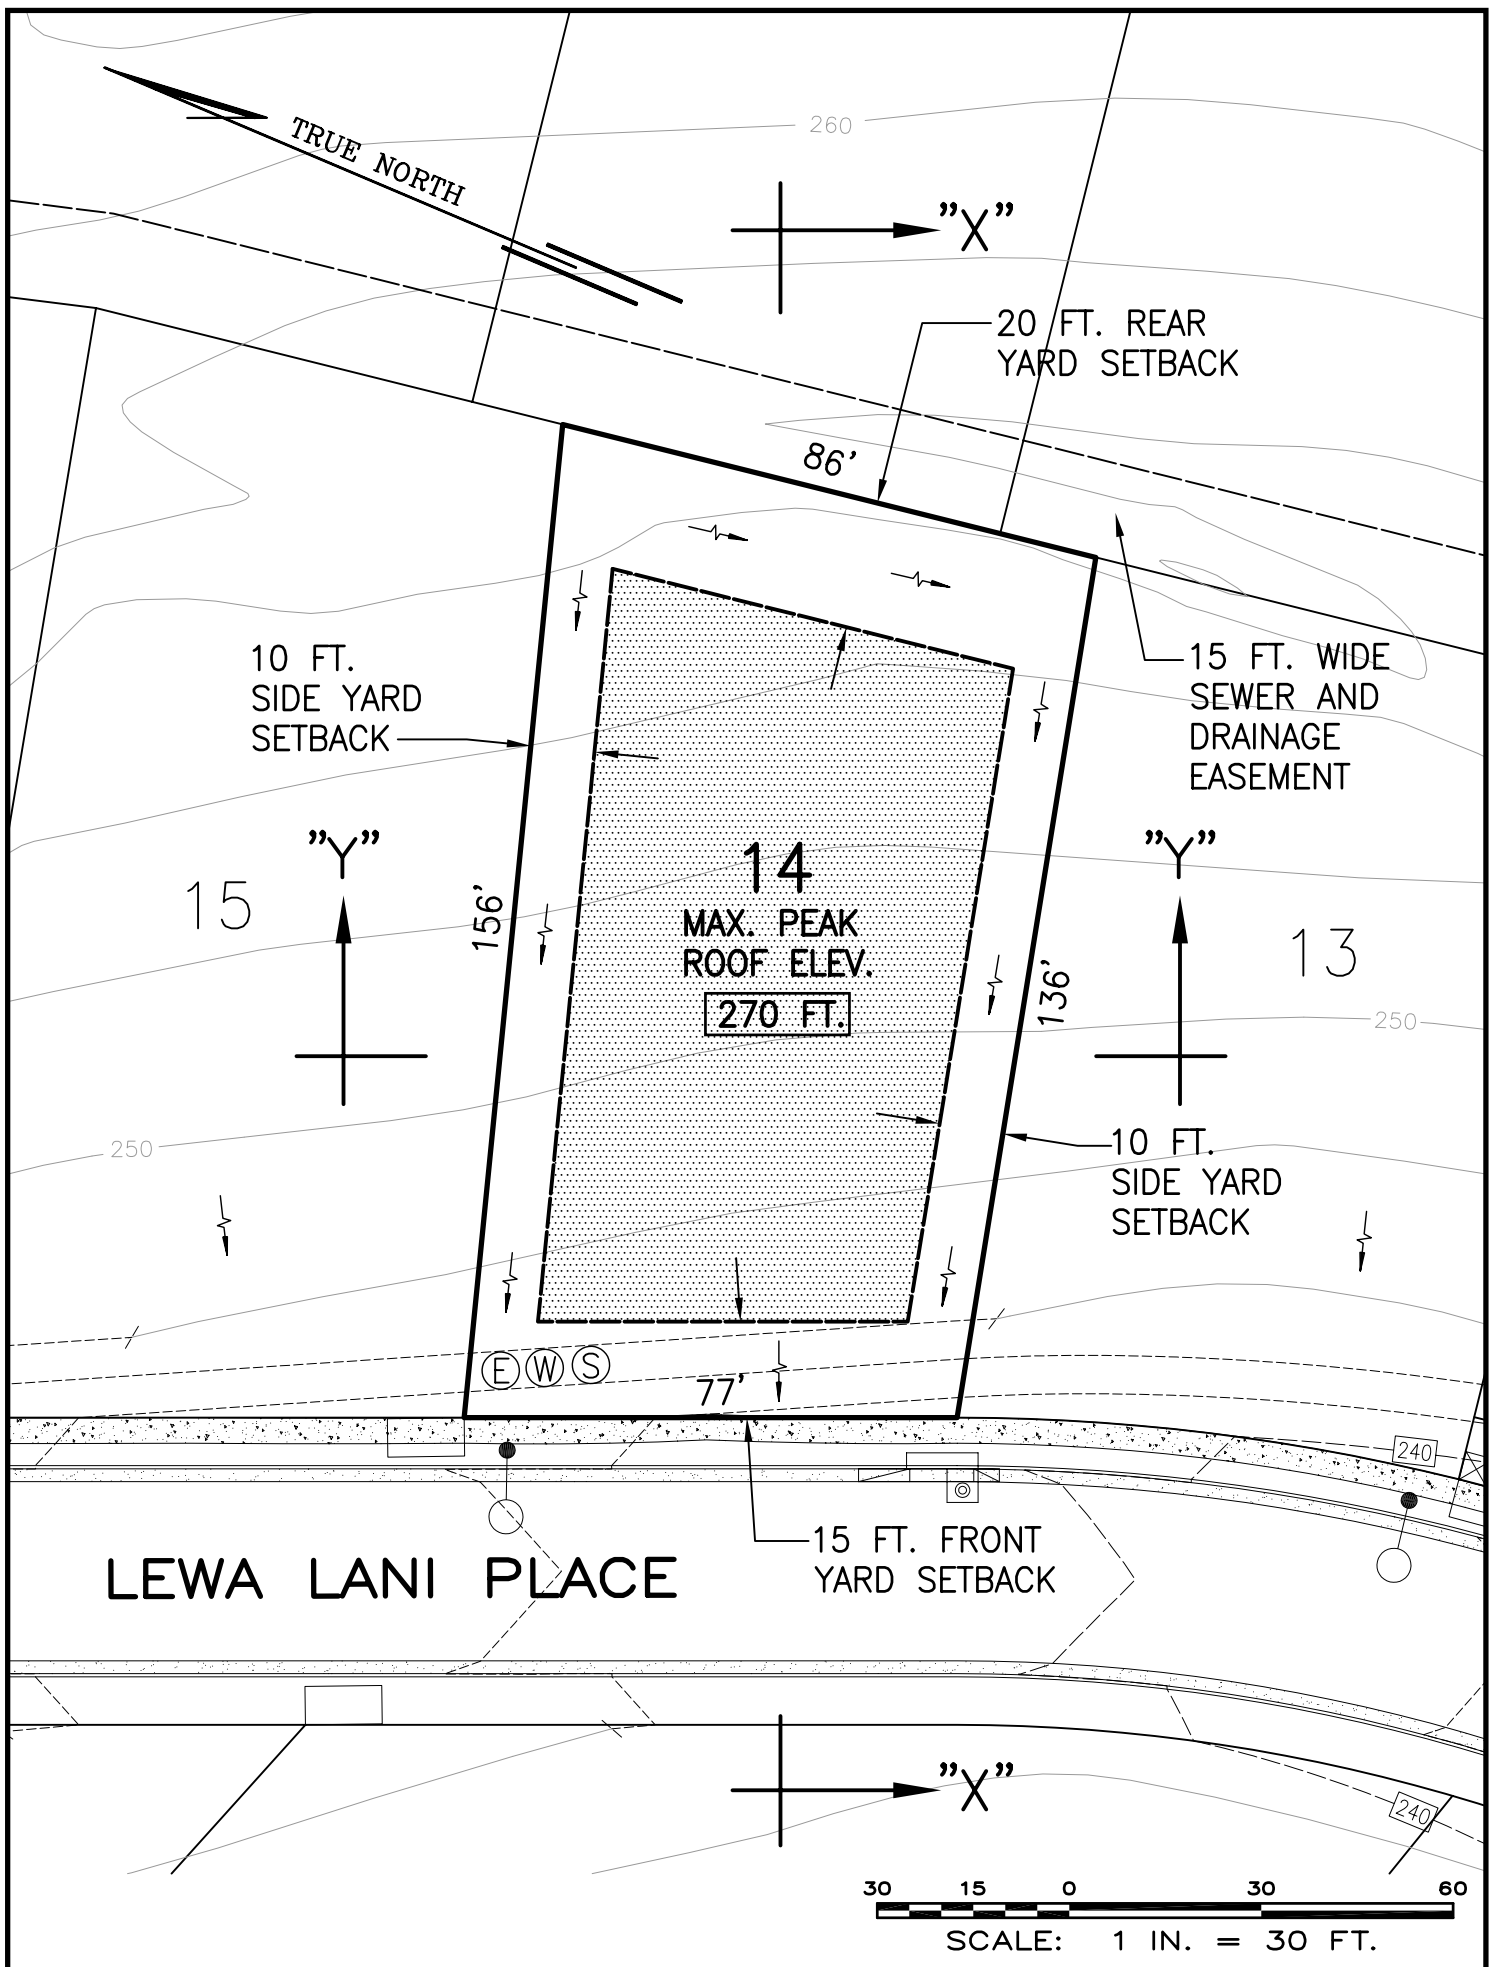 260
TRUE NORTH
"X"
20 FT. REAR
YARD SETBACK
86'
10 FT.
SIDE YARD
SETBACK
15 FT. WIDE
SEWER AND
DRAINAGE
EASEMENT
"Y"
"Y"
14
MAX. PEAK
ROOF ELEV.
270 FT.
15
156'
13
136'
250
250
10 FT.
SIDE YARD
SETBACK
E W S
77'
240
15 FT. FRONT
YARD SETBACK
LEWA LANI PLACE
"X"
240
30 15 0 30 60
SCALE: 1 IN. = 30 FT.